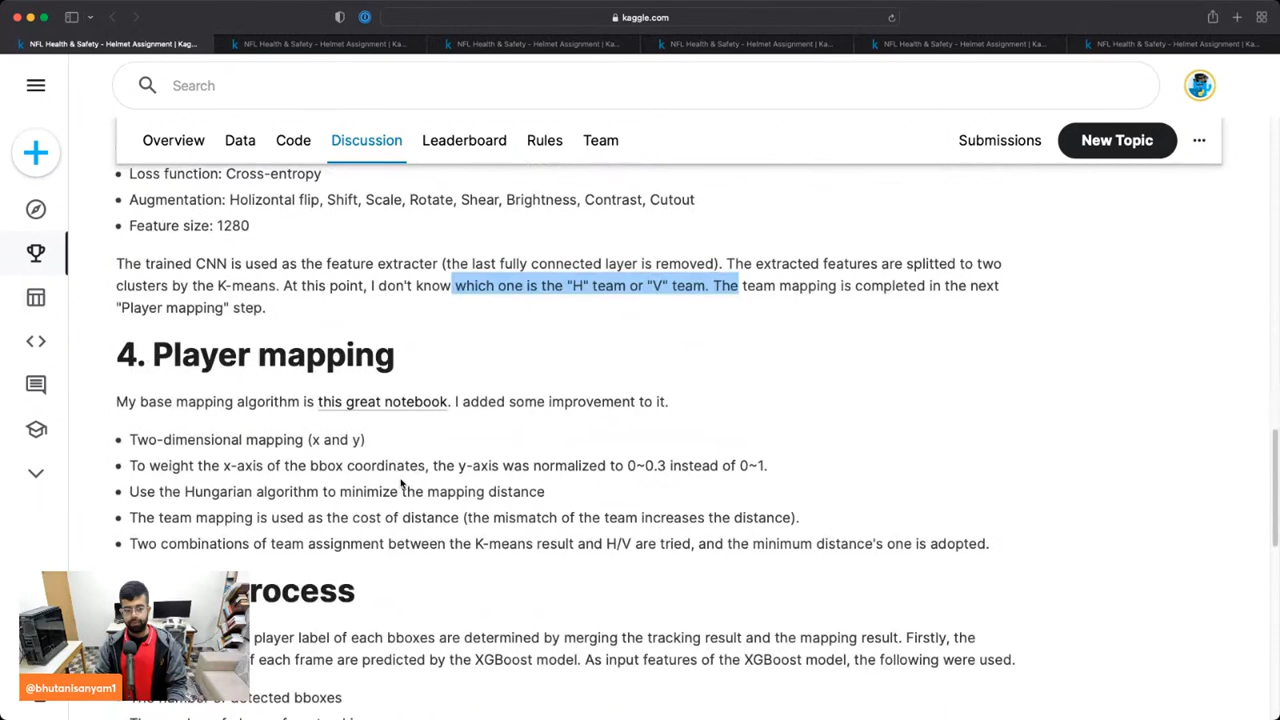 kaggle.com
NFL Health & Safety - Helmet Assignment | Kag...
NFL Health & Safety - Helmet Assignment | Ka...
NFL Health & Safety - Helmet Assignment | Ka...
NFL Health & Safety - Helmet Assignment | Ka...
NFL Health & Safety - Helmet Assignment | Ka...
NFL Health & Safety - Helmet Assignment | Ka...
Search
Overview Data Code Discussion Leaderboard Rules Team Submissions New Topic
• Loss function: Cross-entropy
• Augmentation: Holizontal flip, Shift, Scale, Rotate, Shear, Brightness, Contrast, Cutout
• Feature size: 1280
The trained CNN is used as the feature extracter (the last fully connected layer is removed). The extracted features are splitted to two
clusters by the K-means. At this point, I don't know which one is the "H" team or "V" team. The team mapping is completed in the next
"Player mapping" step.
4. Player mapping
My base mapping algorithm is this great notebook. I added some improvement to it.
• Two-dimensional mapping (x and y)
• To weight the x-axis of the bbox coordinates, the y-axis was normalized to 0~0.3 instead of 0~1.
• Use the Hungarian algorithm to minimize the mapping distance
• The team mapping is used as the cost of distance (the mismatch of the team increases the distance).
• Two combinations of team assignment between the K-means result and H/V are tried, and the minimum distance's one is adopted.
rocess
player label of each bboxes are determined by merging the tracking result and the mapping result. Firstly, the
f each frame are predicted by the XGBoost model. As input features of the XGBoost model, the following were used.
detected bboxes
@bhutanisanyam1